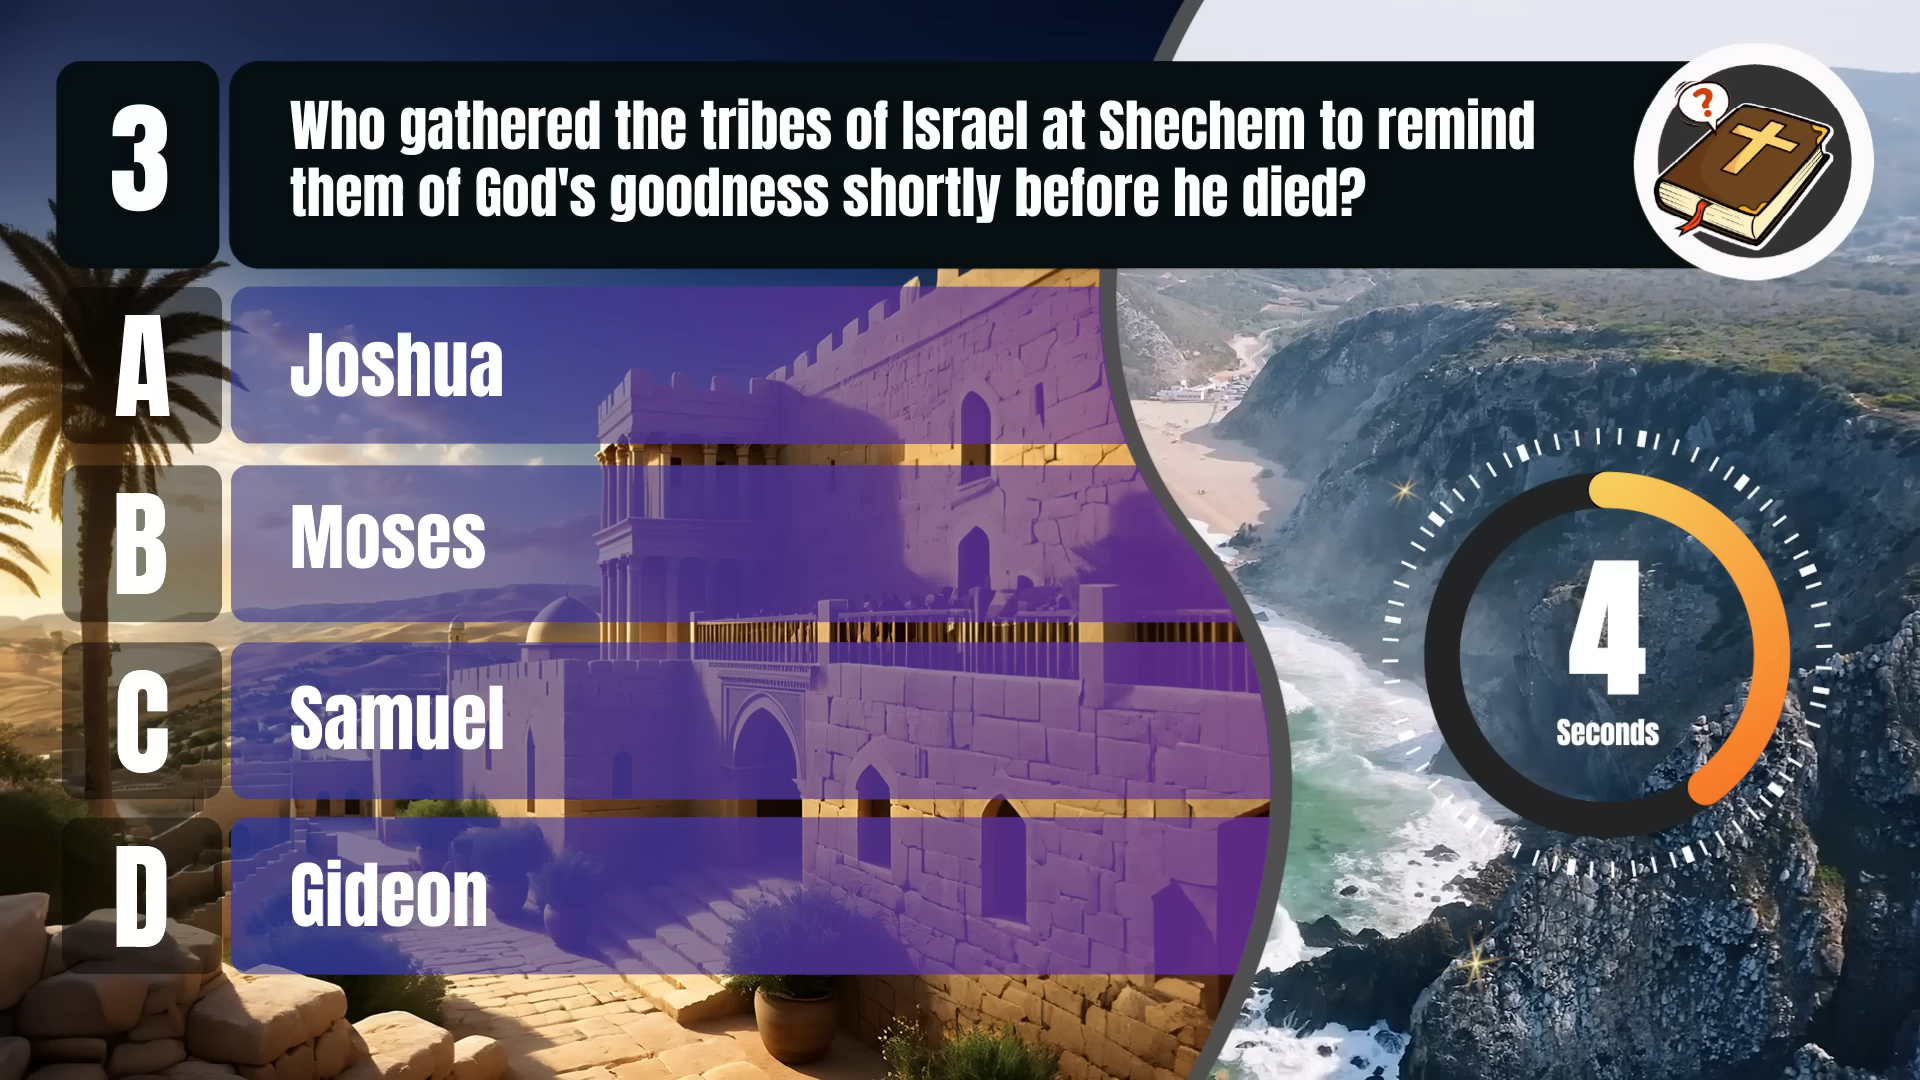 3
Who gathered the tribes of Israel at Shechem to remind
them of God's goodness shortly before he died?
?
A
Joshua
B
Moses
C
Samuel
D
Gideon
4
Seconds